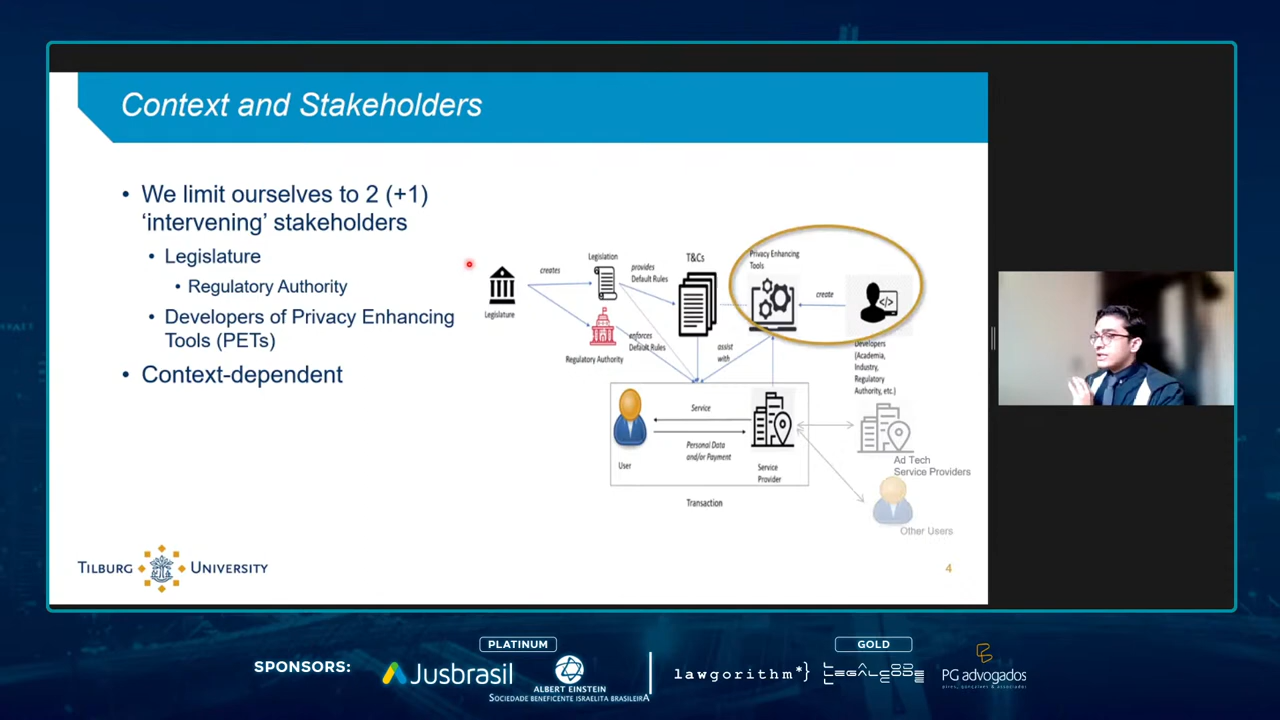 Context and Stakeholders
• We limit ourselves to 2 (+1)
‘intervening’ stakeholders
• Legislature
• Regulatory Authority
• Developers of Privacy Enhancing
Tools (PETs)
• Context-dependent
Legislature
creates
Legislation
Regulatory Authority
provides
Default Rules
enforces
Default Rules
T&Cs
Privacy Enhancing
Tools
create
Developers
(Academia,
Industry,
Regulatory
Authority, etc.)
assist
with
User
Service
Personal Data
and/or Payment
Service
Provider
Transaction
Ad Tech
Service Providers
Other Users
TILBURG UNIVERSITY
4
SPONSORS:
PLATINUM
Jusbrasil
ALBERT EINSTEIN
SOCIEDADE BENEFICENTE ISRAELITA BRASILEIRA
GOLD
lawgorithm*}
LEGALCODE
PG advogados